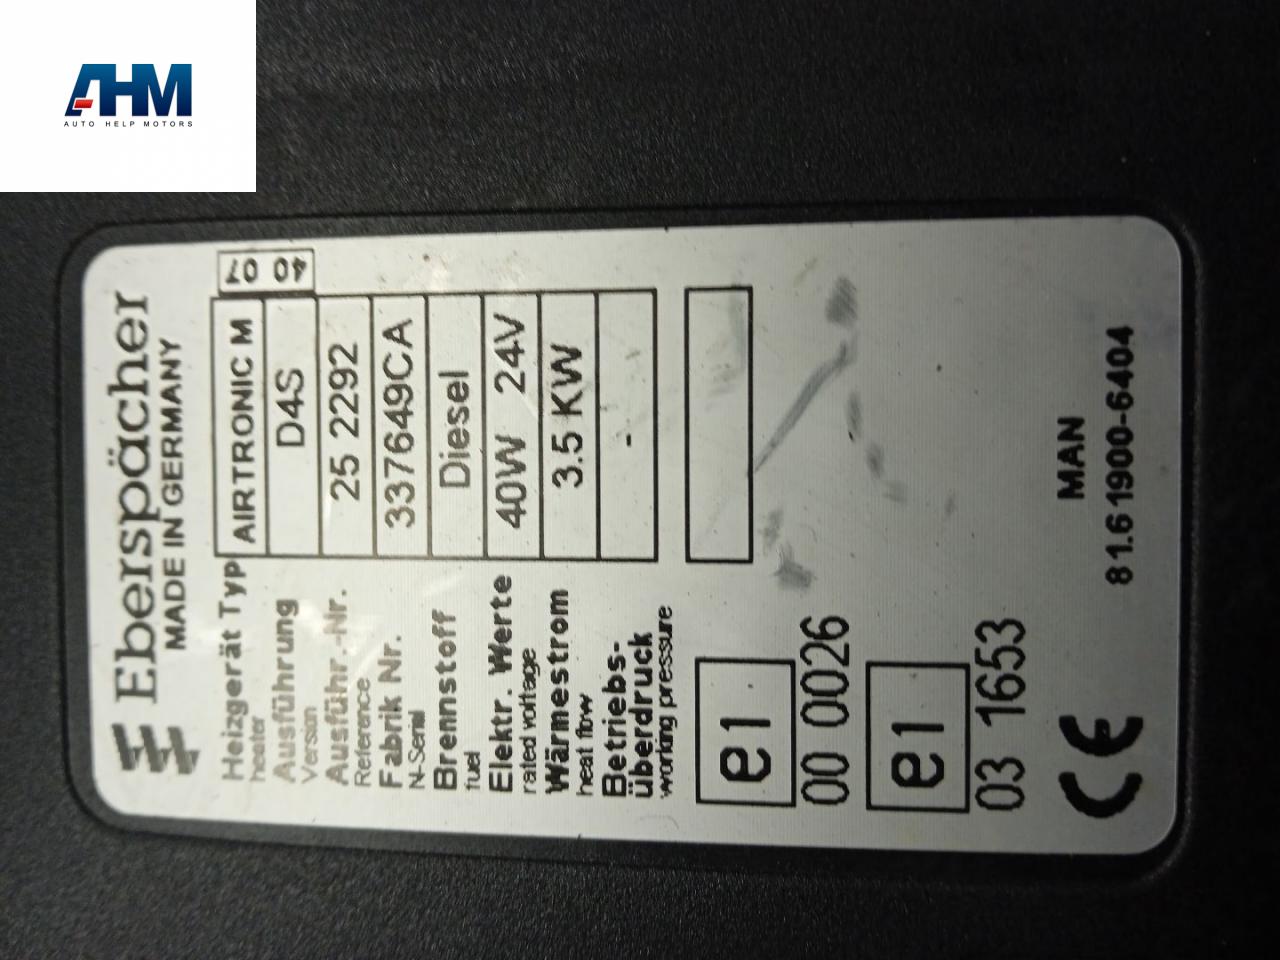 AHM
AUTO HELP MOTORS
Eberspächer
MADE IN GERMANY
Heizgerät Typ AIRTRONIC M 40 07
heater
Ausführung D4S
Version
Ausführ.-Nr. 25 2292
Reference
Fabrik Nr. 337649CA
N-Serial
Brennstoff Diesel
fuel
Elektr. Werte 40W 24V
rated voltage
Wärmestrom 3.5 KW
heat flow
Betriebs- -
überdruck
working pressure
e1
00 0026
e1
03 1653
MAN
CE 81.61900-6404